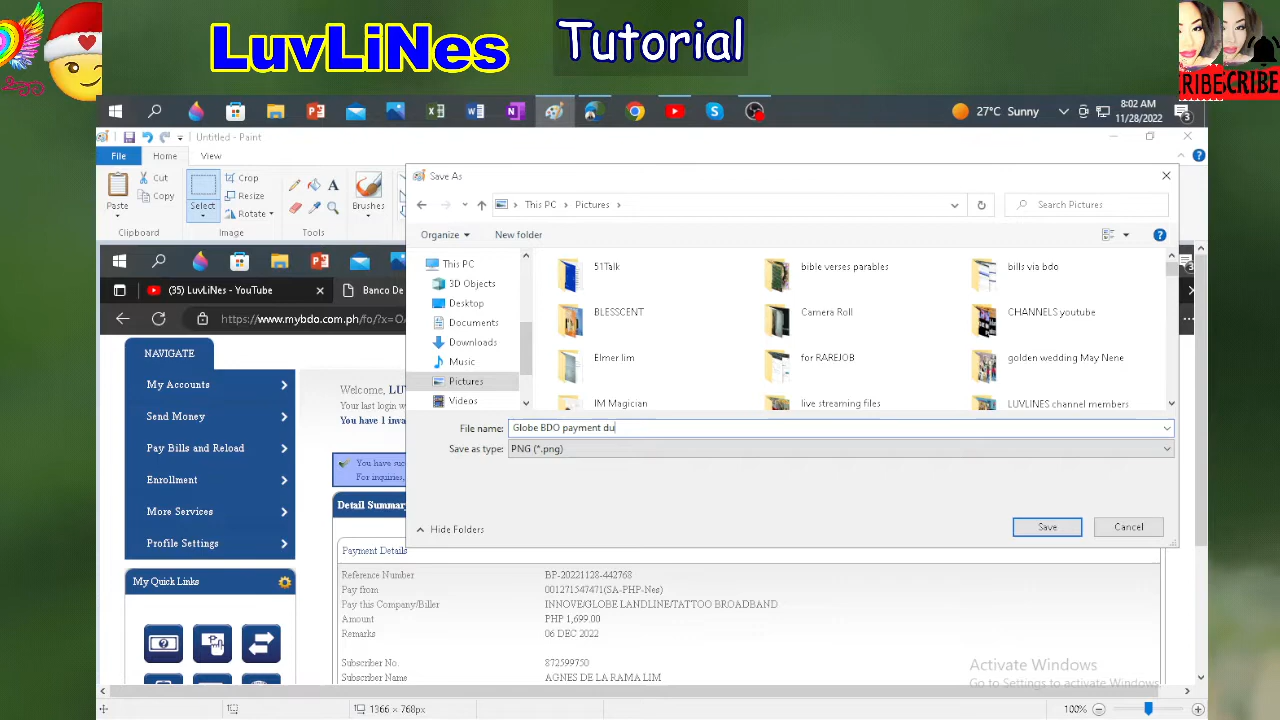 LuvLiNes
Tutorial
CRIBE
CRIBE
27°C Sunny
8:02 AM
11/28/2022
3
Untitled - Paint
File
Home
View
Paste
Cut
Copy
Clipboard
Select
Crop
Resize
Rotate
Image
Tools
Brushes
Save As
This PC
Pictures
Search Pictures
Organize
New folder
This PC
3D Objects
Desktop
Documents
Downloads
Music
Pictures
Videos
51Talk
bible verses parables
bills via bdo
BLESSCENT
Camera Roll
CHANNELS youtube
Elmer lim
for RAREJOB
golden wedding May Nene
IM Magician
live streaming files
LUVLINES channel members
File name:
Globe BDO payment du
Save as type:
PNG (*.png)
Hide Folders
Save
Cancel
(35) LuvLiNes - YouTube
Banco De
https://www.mybdo.com.ph/fo/?x=O
NAVIGATE
My Accounts
Send Money
Pay Bills and Reload
Enrollment
More Services
Profile Settings
My Quick Links
Welcome, LU
Your last login w
You have 1 inva
You have suc
For inquiries,
Detail Summar
Payment Details
Reference Number
BP-20221128-442768
Pay from
001271547471(SA-PHP-Nes)
Pay this Company/Biller
INNOVE/GLOBE LANDLINE/TATTOO BROADBAND
Amount
PHP 1,699.00
Remarks
06 DEC 2022
Subscriber No.
872599750
Subscriber Name
AGNES DE LA RAMA LIM
Activate Windows
Go to Settings to activate Windows.
1366 × 768px
100%